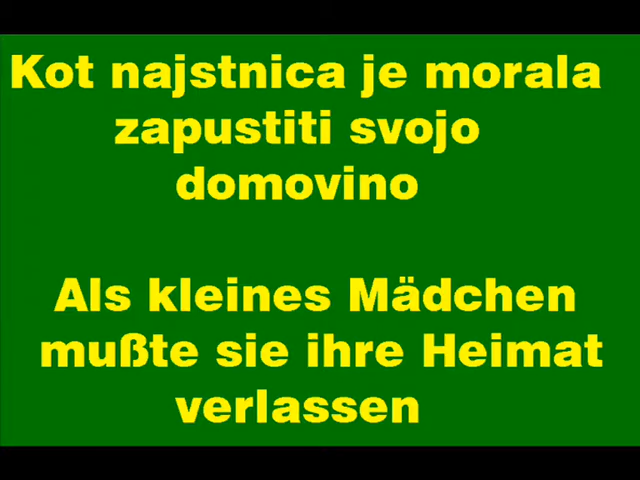 Kot najstnica je morala
zapustiti svojo
domovino
Als kleines Mädchen
mußte sie ihre Heimat
verlassen